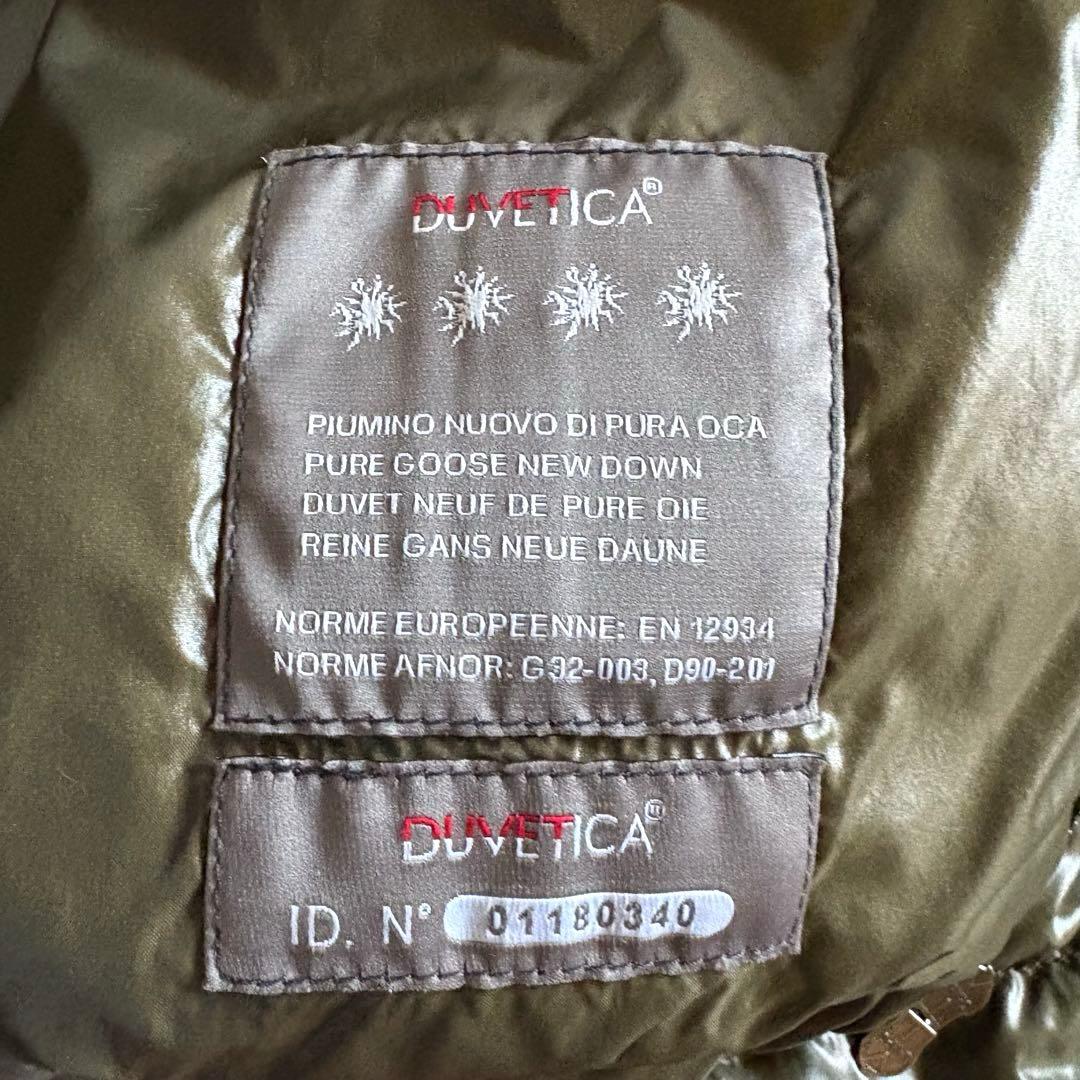 DUVETICA®
PIUMINO NUOVO DI PURA OCA
PURE GOOSE NEW DOWN
DUVET NEUF DE PURE OIE
REINE GANS NEUE DAUNE
NORME EUROPEENNE: EN 12934
NORME AFNOR: G32-003, D90-201
DUVETICA®
ID. N° 01180340